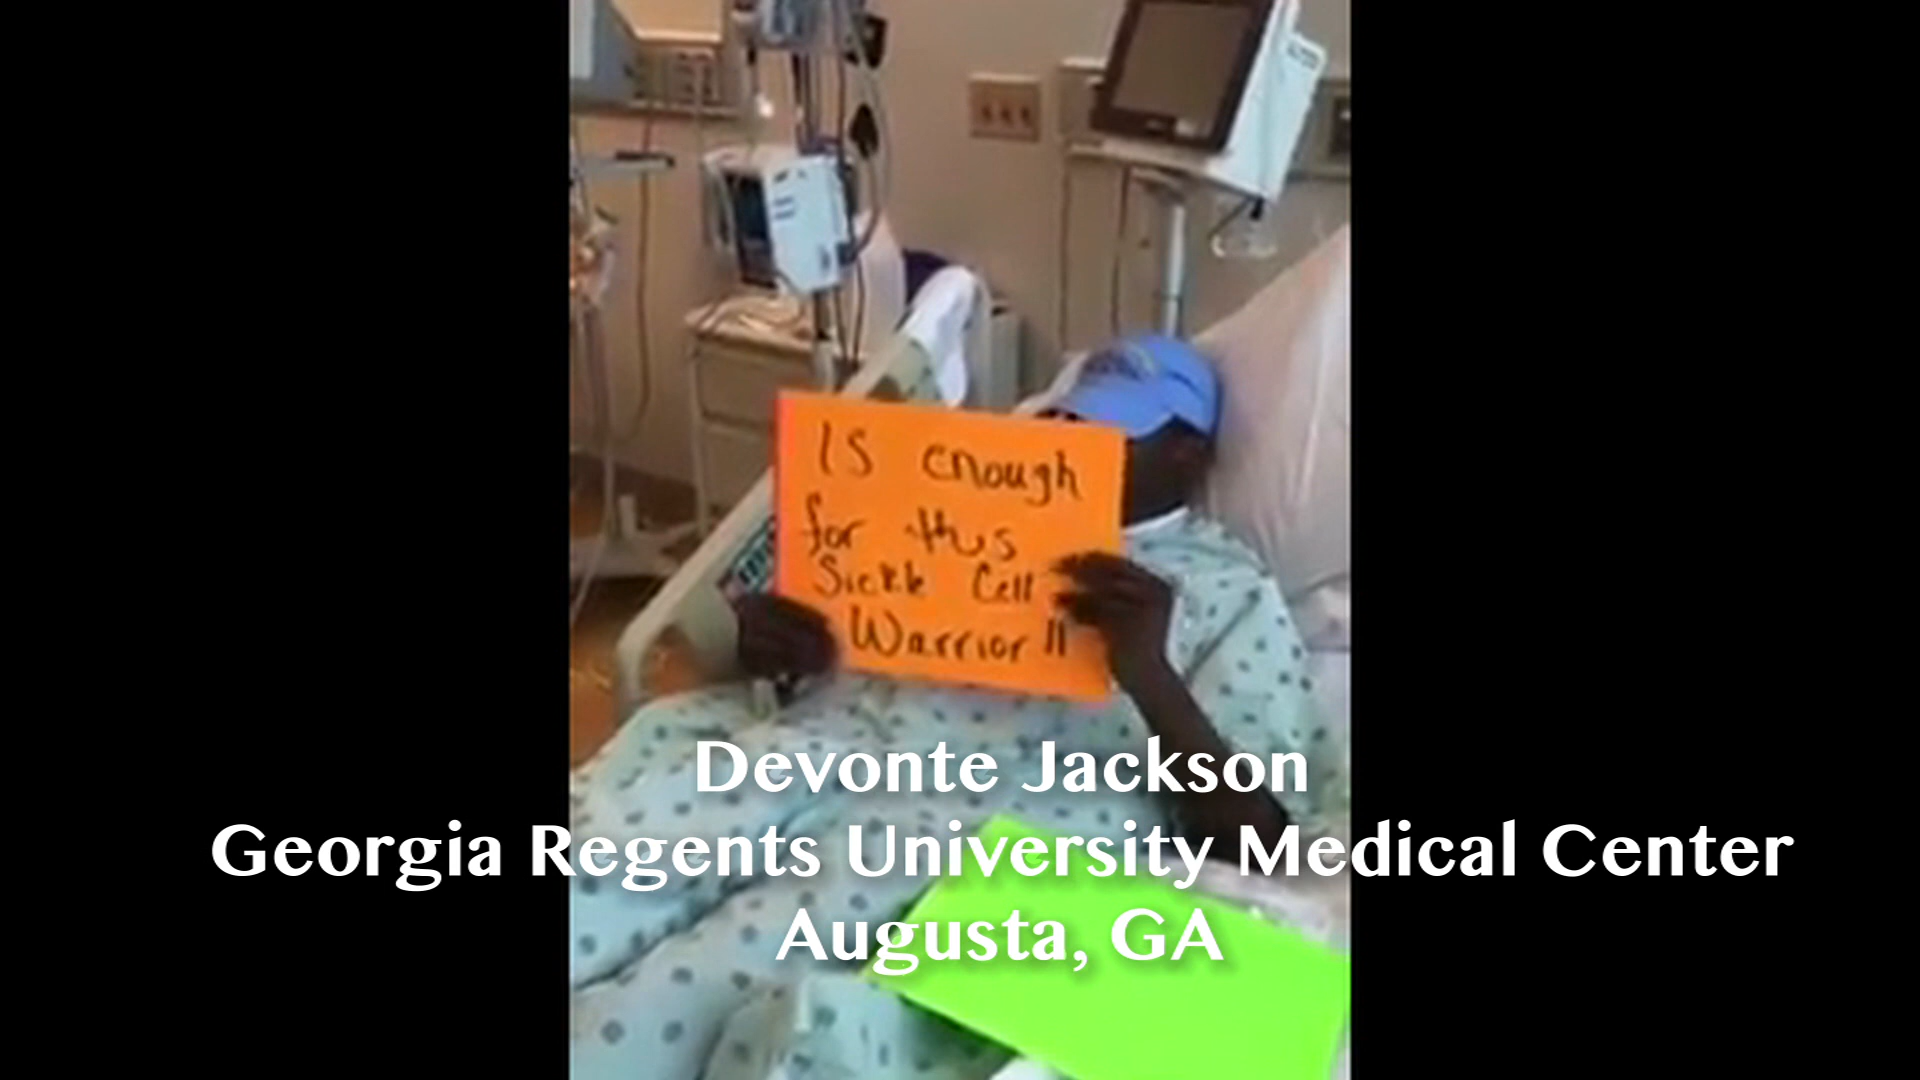 IS enough
for this
Sickle Cell
Warrior!!
Devonte Jackson
Georgia Regents University Medical Center
Augusta, GA